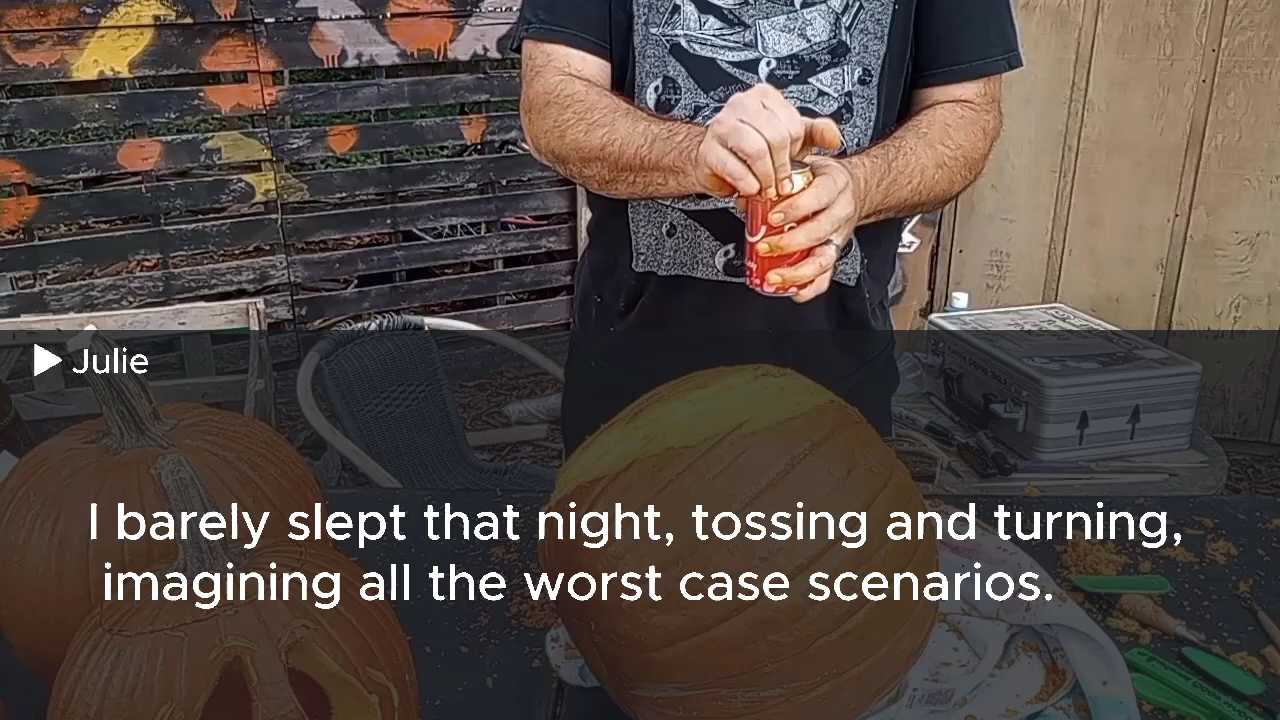 Julie
I barely slept that night, tossing and turning,
imagining all the worst case scenarios.